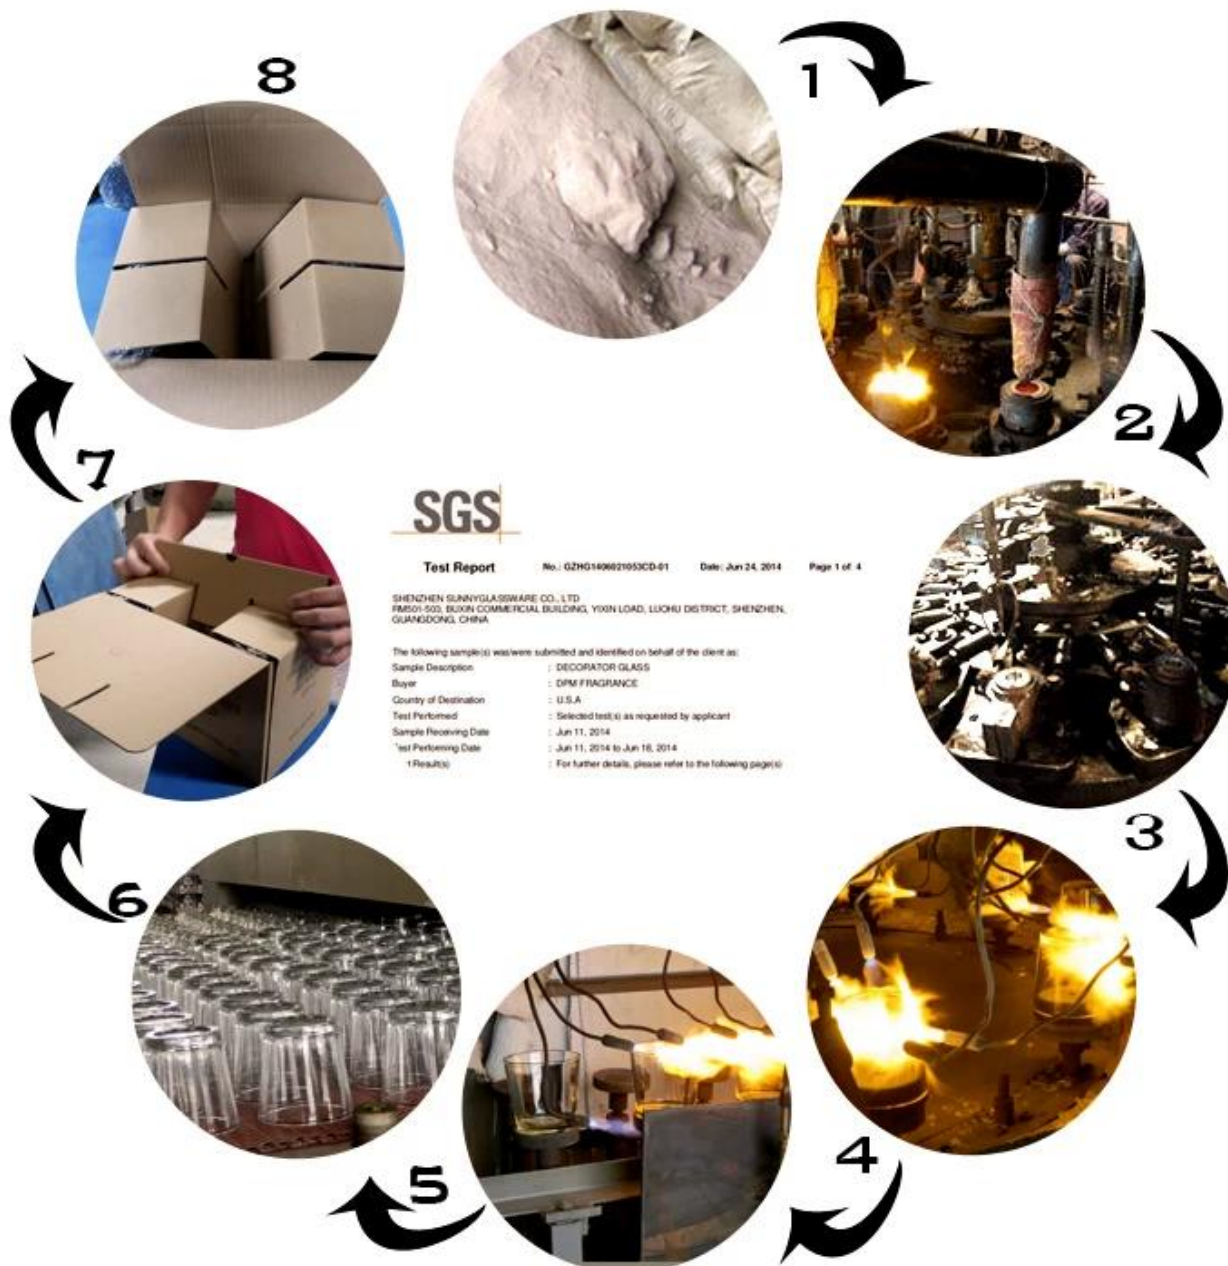 8
1
2
7
SGS
Test Report No.: GZHG1406021053CD-01 Date: Jun 24, 2014 Page 1 of 4
SHENZHEN SUNNYGLASSWARE CO., LTD
RM501-503, BUXIN COMMERCIAL BUILDING, YIXIN LOAD, LUOHU DISTRICT, SHENZHEN,
GUANGDONG, CHINA
The following sample(s) was/were submitted and identified on behalf of the client as:
Sample Description : DECORATOR GLASS
Buyer : DPM FRAGRANCE
Country of Destination : U.S.A
Test Performed : Selected test(s) as requested by applicant
Sample Receiving Date : Jun 11, 2014
Test Performing Date : Jun 11, 2014 to Jun 18, 2014
t Result(s) : For further details, please refer to the following page(s)
3
6
4
5